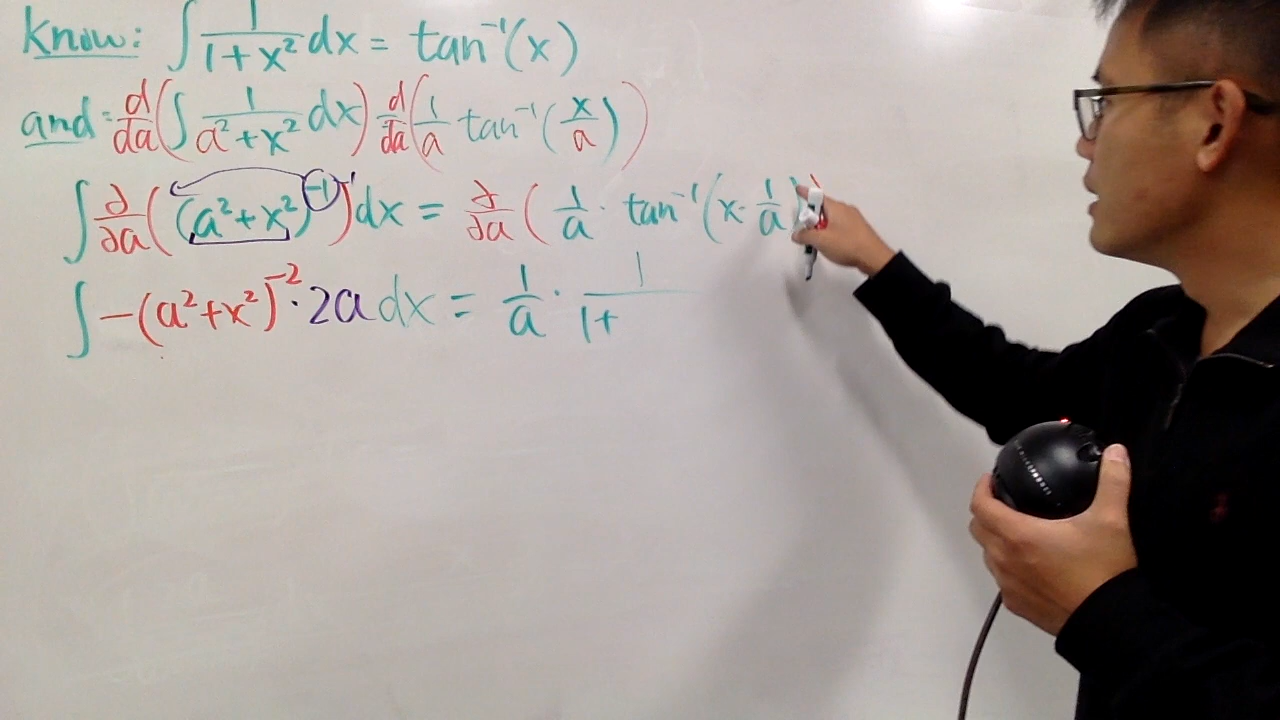 Know: ∫ 1/(1+x²) dx = tan⁻¹(x)
and: d/da (∫ 1/(a²+x²) dx) d/da (1/a tan⁻¹(x/a))
∫ ∂/∂a ((a²+x²)⁻¹)dx = ∂/∂a (1/a · tan⁻¹(x · 1/a))
∫ -(a²+x²)⁻² · 2a dx = 1/a · 1/(1+